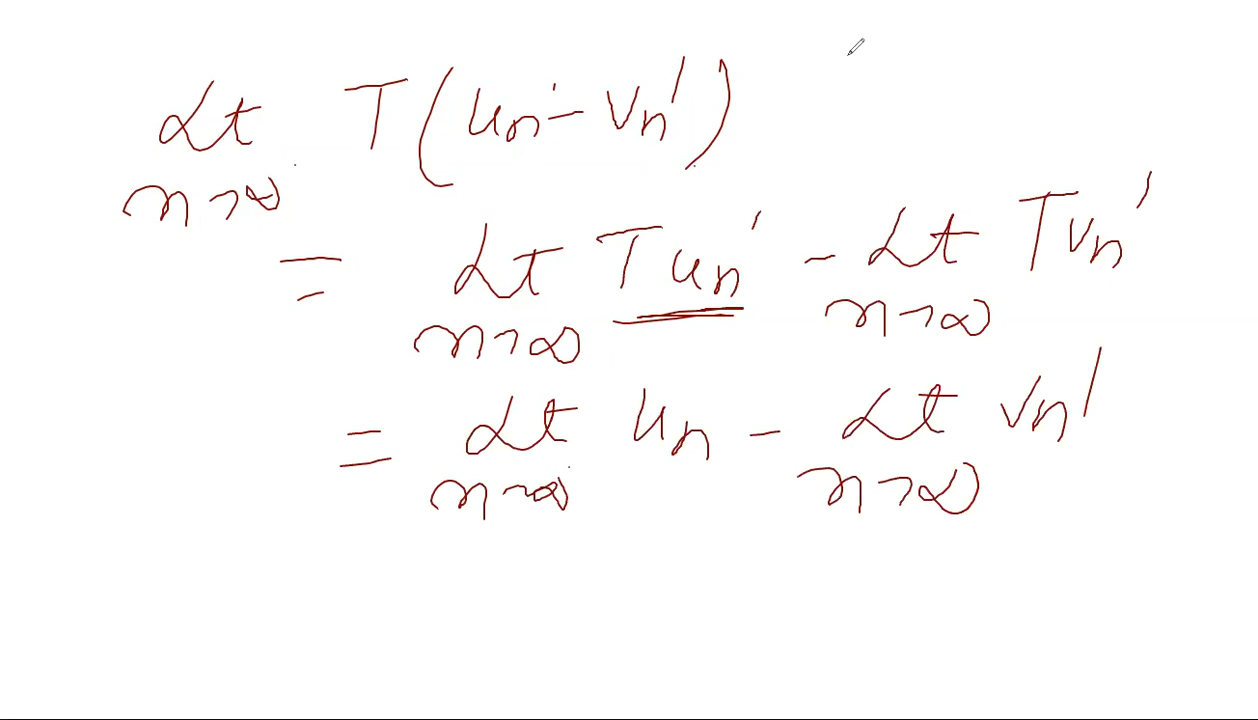 Lt T(un' - vn')
n→∞
= Lt Tun' - Lt Tvn'
n→∞ n→∞
= Lt un - Lt vn'
n→∞ n→∞